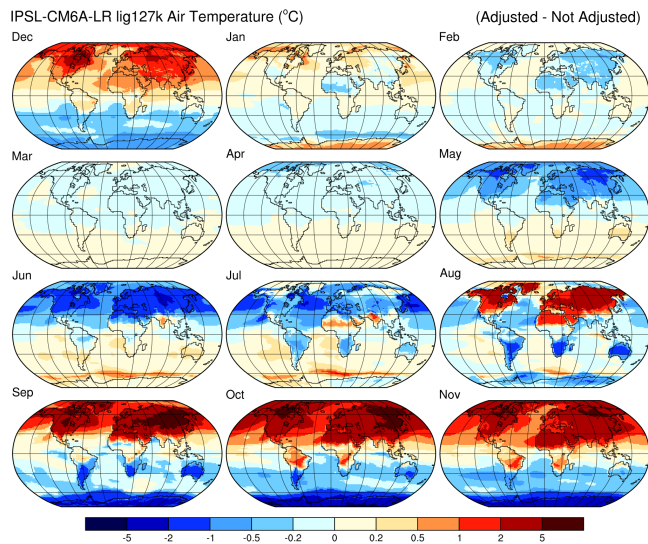 IPSL-CM6A-LR lig127k Air Temperature (°C) (Adjusted - Not Adjusted)
Dec Jan Feb
Mar Apr May
Jun Jul Aug
Sep Oct Nov
-5 -2 -1 -0.5 -0.2 0 0.2 0.5 1 2 5